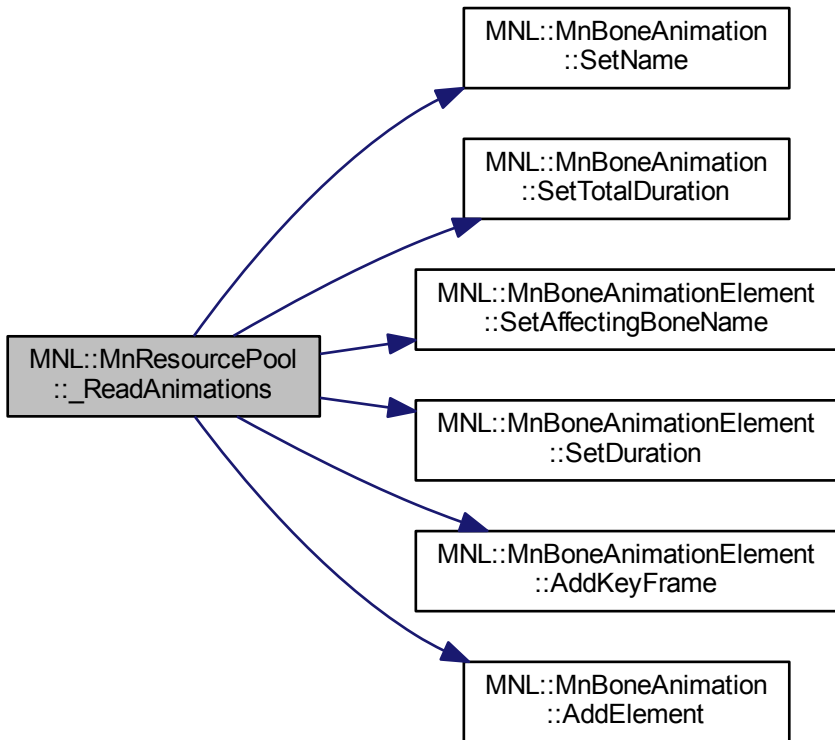 MNL::MnBoneAnimation
::SetName
MNL::MnBoneAnimation
::SetTotalDuration
MNL::MnBoneAnimationElement
::SetAffectingBoneName
MNL::MnResourcePool
::_ReadAnimations
MNL::MnBoneAnimationElement
::SetDuration
MNL::MnBoneAnimationElement
::AddKeyFrame
MNL::MnBoneAnimation
::AddElement